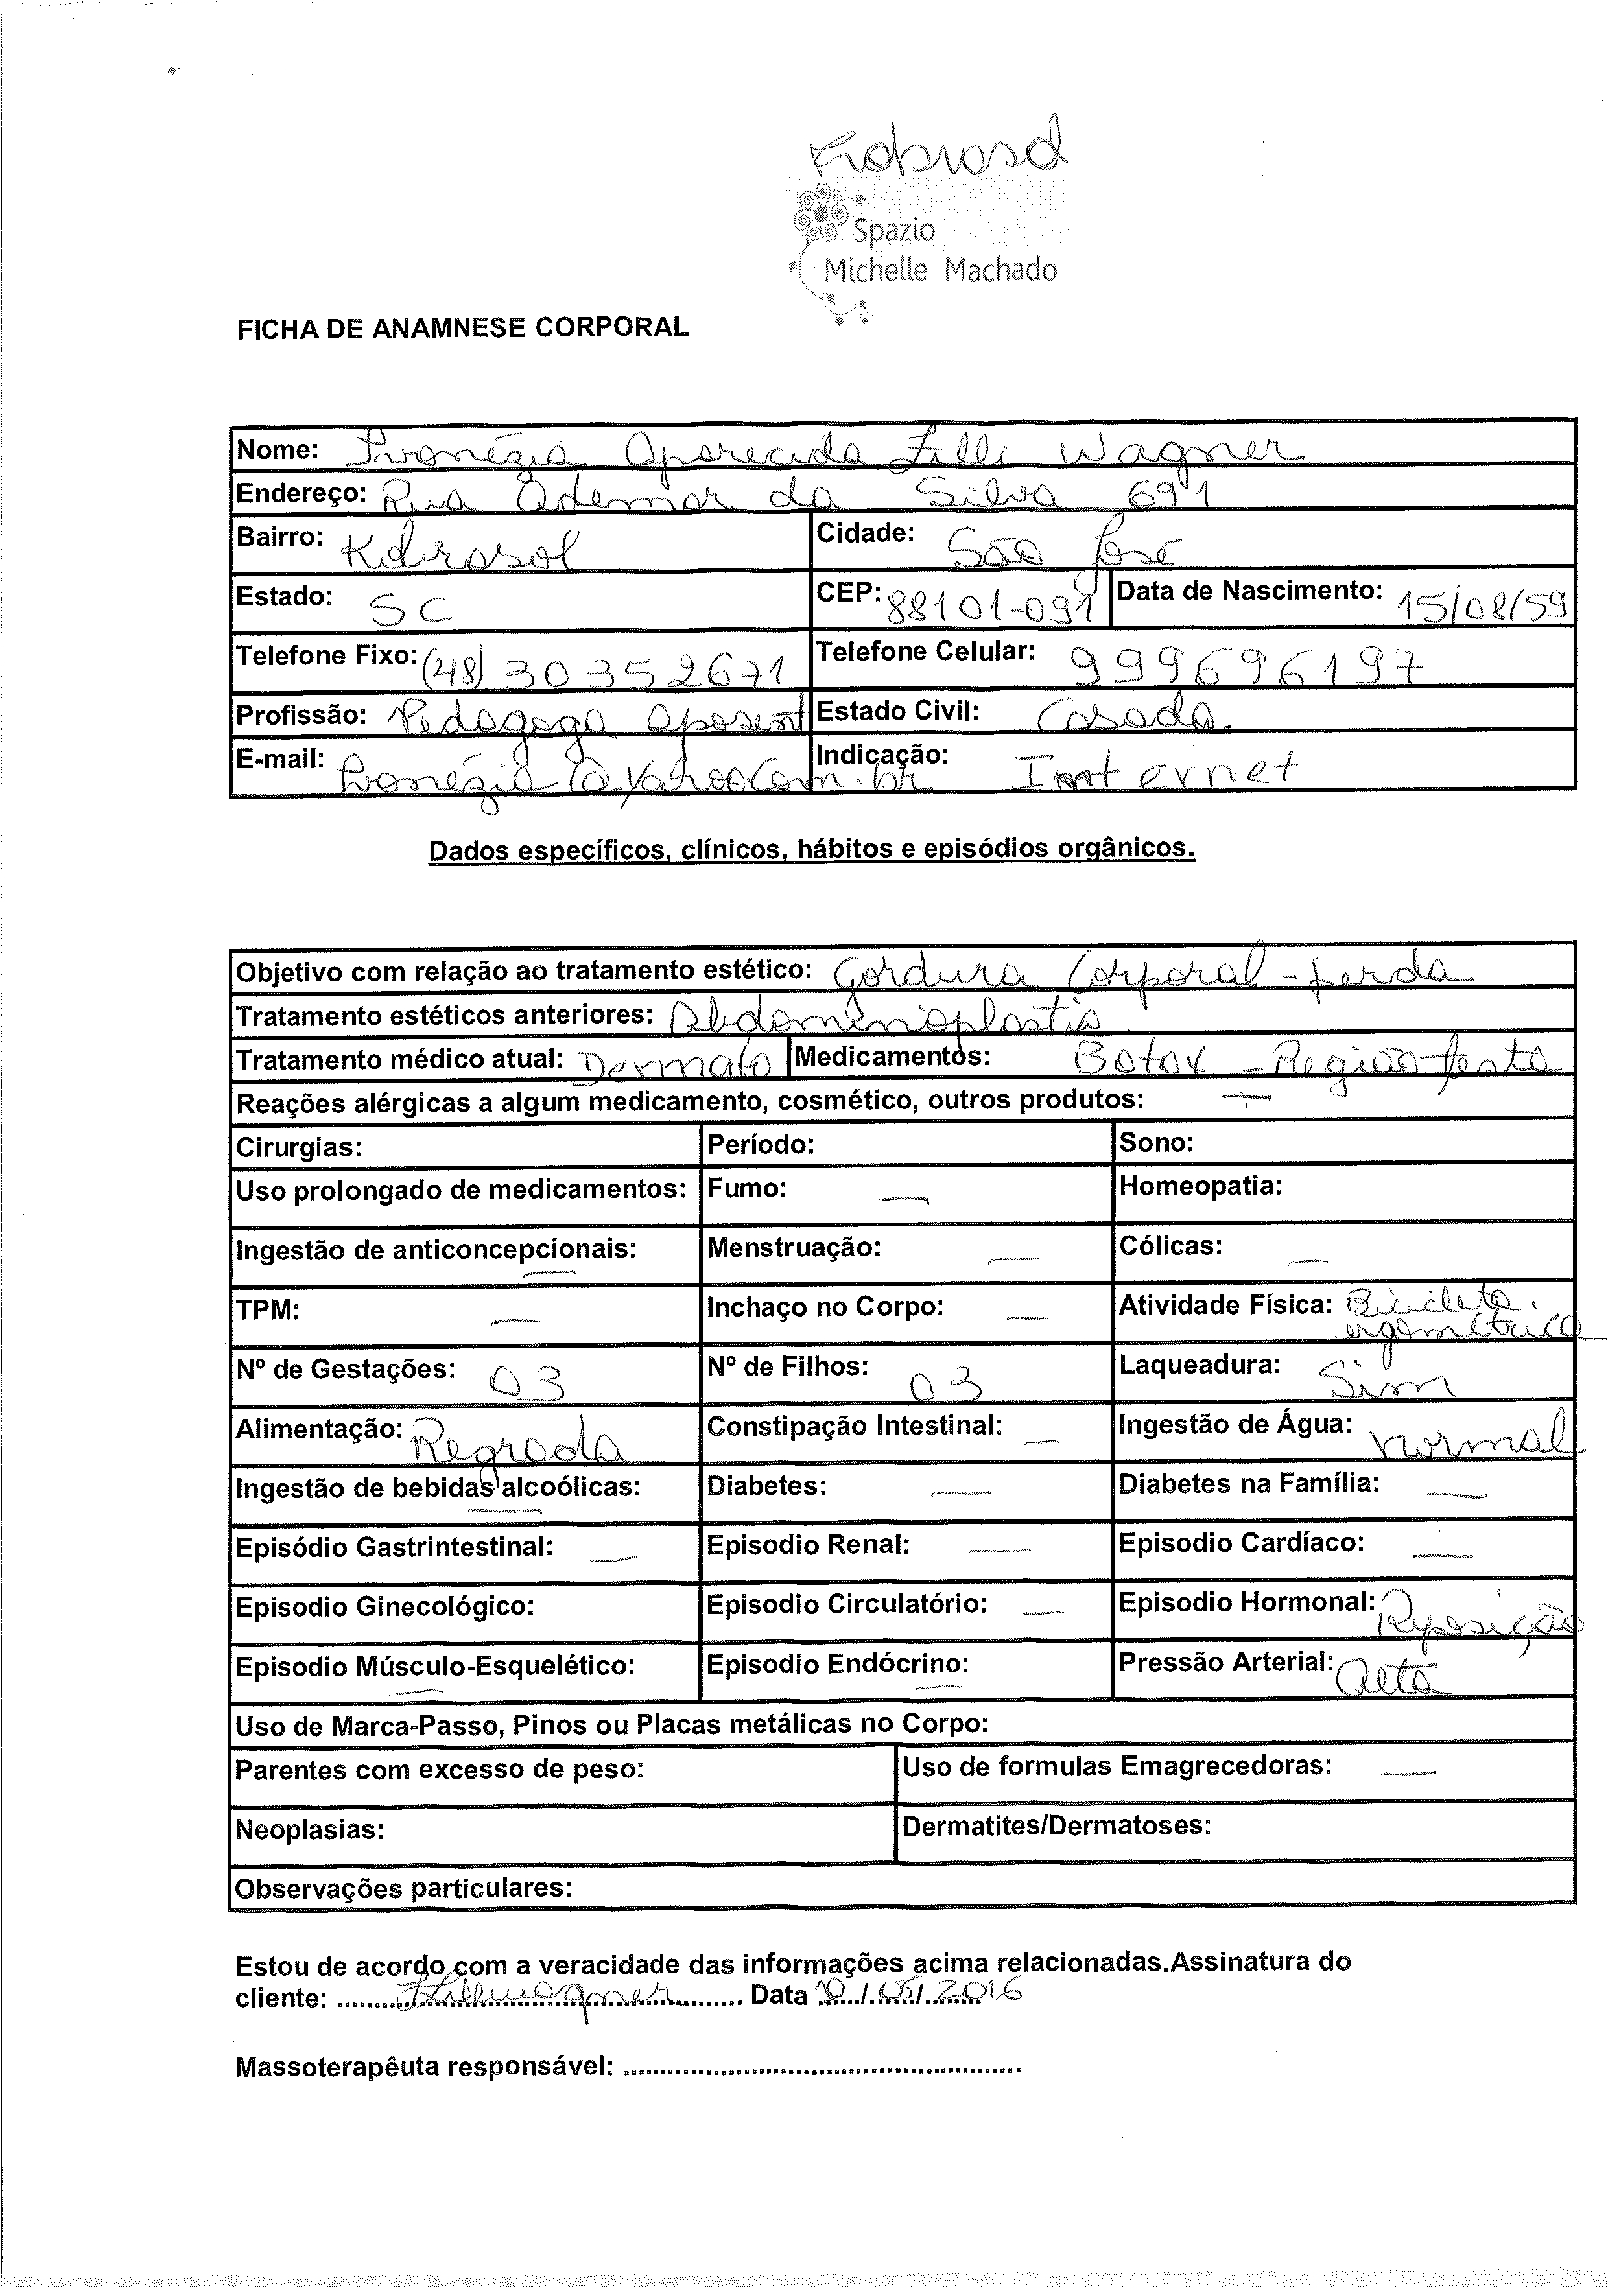 Kobrasol
Spazio
Michelle Machado
FICHA DE ANAMNESE CORPORAL
Nome: Ivonézia Aparecida Lilli Wagner
Endereço: Rua Ademar da Silva 691
Bairro: Kobrasol Cidade: São José
Estado: SC CEP: 88101-091 Data de Nascimento: 15/08/59
Telefone Fixo: (48) 30352671 Telefone Celular: 999696197
Profissão: Pedagoga aposent Estado Civil: Casada
E-mail: ivonézia@yahoo.com.br Indicação: Internet
Dados específicos, clínicos, hábitos e episódios orgânicos.
Objetivo com relação ao tratamento estético: Gordura Corporal - perda
Tratamento estéticos anteriores: Abdomenioplastia
Tratamento médico atual: Dermato Medicamentos: Botox - Região testa
Reações alérgicas a algum medicamento, cosmético, outros produtos: —
Cirurgias: Período: Sono:
Uso prolongado de medicamentos: Fumo: — Homeopatia:
Ingestão de anticoncepcionais: — Menstruação: — Cólicas: —
TPM: — Inchaço no Corpo: — Atividade Física: Bicicleta
ergométrica
Nº de Gestações: 03 Nº de Filhos: 03 Laqueadura: Sim
Alimentação: Regrada Constipação Intestinal: — Ingestão de Água: normal
Ingestão de bebidas alcoólicas: — Diabetes: — Diabetes na Família: —
Episódio Gastrintestinal: — Episodio Renal: — Episodio Cardíaco: —
Episodio Ginecológico: Episodio Circulatório: — Episodio Hormonal: Reposição
Episodio Músculo-Esquelético: — Episodio Endócrino: — Pressão Arterial: alta
Uso de Marca-Passo, Pinos ou Placas metálicas no Corpo:
Parentes com excesso de peso: Uso de formulas Emagrecedoras: —
Neoplasias: Dermatites/Dermatoses:
Observações particulares:
Estou de acordo com a veracidade das informações acima relacionadas.Assinatura do
cliente: Data /05/2016
Massoterapêuta responsável: